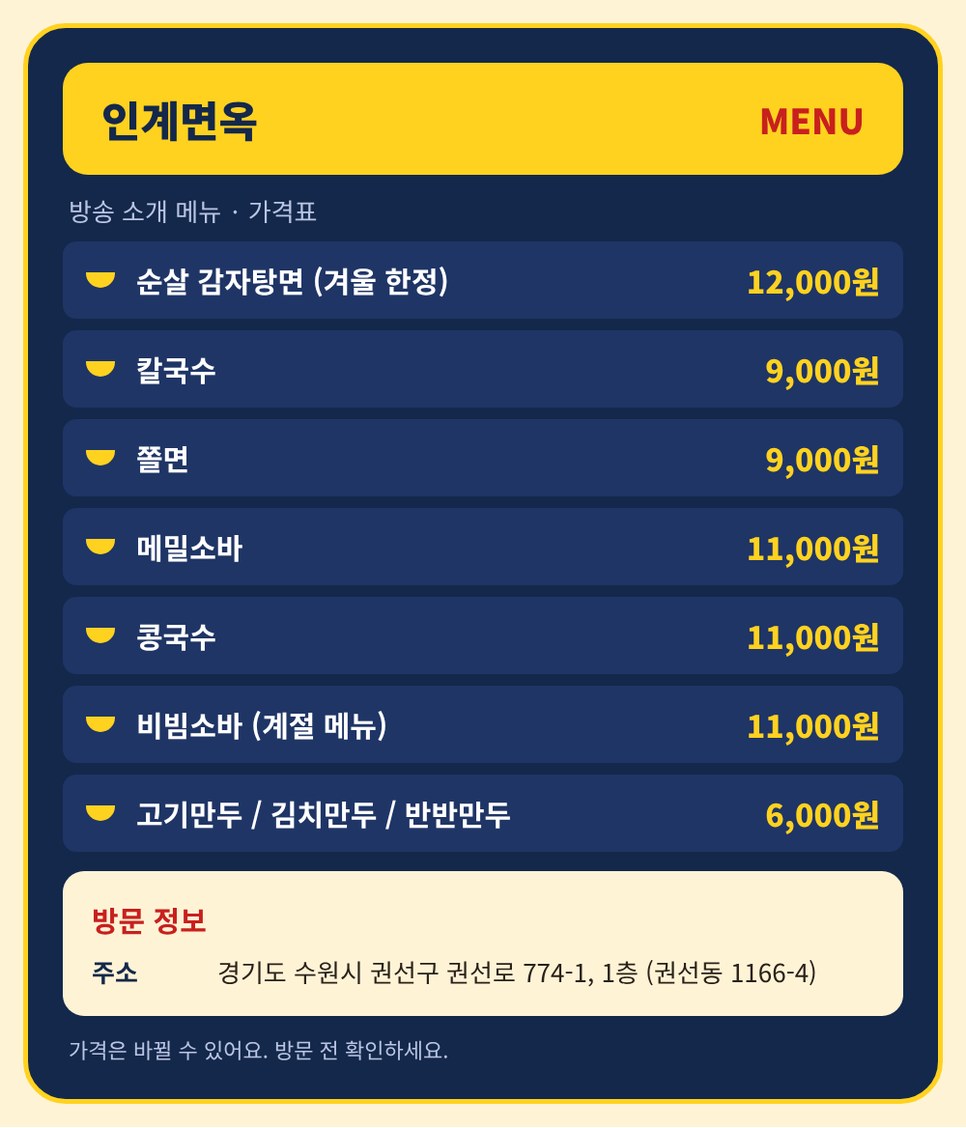 인계면옥 MENU
방송 소개 메뉴 · 가격표
순살 감자탕면 (겨울 한정) 12,000원
칼국수 9,000원
쫄면 9,000원
메밀소바 11,000원
콩국수 11,000원
비빔소바 (계절 메뉴) 11,000원
고기만두 / 김치만두 / 반반만두 6,000원
방문 정보
주소 경기도 수원시 권선구 권선로 774-1, 1층 (권선동 1166-4)
가격은 바뀔 수 있어요. 방문 전 확인하세요.